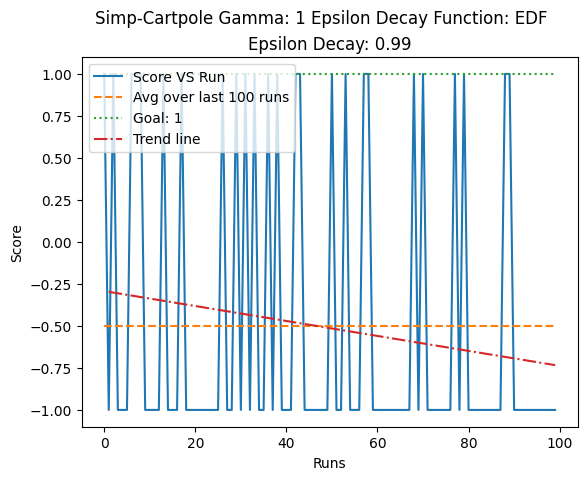 Simp-Cartpole Gamma: 1 Epsilon Decay Function: EDF
Epsilon Decay: 0.99
Score VS Run
Avg over last 100 runs
Goal: 1
Trend line
1.00
0.75
0.50
0.25
0.00
−0.25
−0.50
−0.75
−1.00
Score
0 20 40 60 80 100
Runs